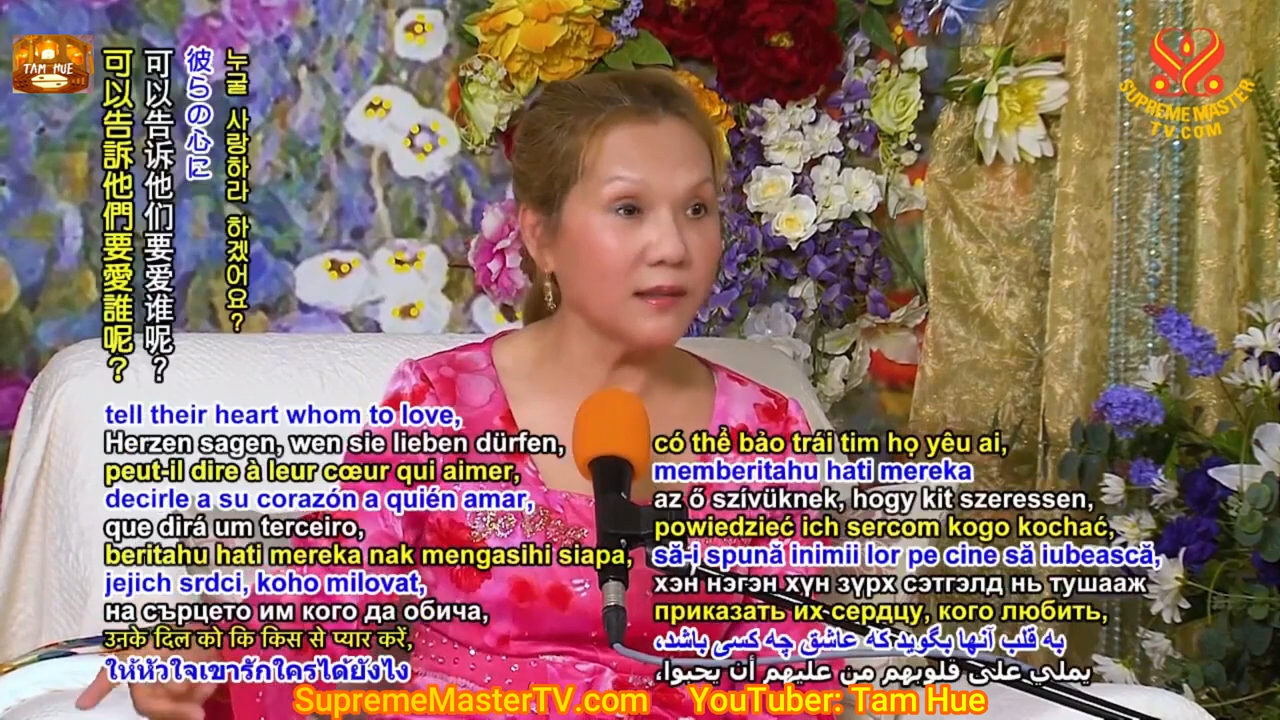 TAM HUE
SUPREME MASTER
TV.COM
누굴 사랑하라 하겠어요?
彼らの心に
可以告诉他们要爱谁呢？
可以告訴他們要愛誰呢？
tell their heart whom to love,
Herzen sagen, wen sie lieben dürfen,
peut-il dire à leur cœur qui aimer,
decirle a su corazón a quién amar,
que dirá um terceiro,
beritahu hati mereka nak mengasihi siapa,
jejich srdci, koho milovat,
на сърцето им кого да обича,
उनके दिल को कि किस से प्यार करें,
ให้หัวใจเขารักใครได้ยังไง
có thể bảo trái tim họ yêu ai,
memberitahu hati mereka
az ő szívüknek, hogy kit szeressen,
powiedzieć ich sercom kogo kochać,
să-i spună inimii lor pe cine să iubească,
хэн нэгэн хүн зүрх сэтгэлд нь тушааж
приказать их сердцу, кого любить,
به قلب آنها بگوید که عاشق چه کسی باشد،
يملي على قلوبهم من عليهم أن يحبوا،
SupremeMasterTV.com YouTuber: Tam Hue